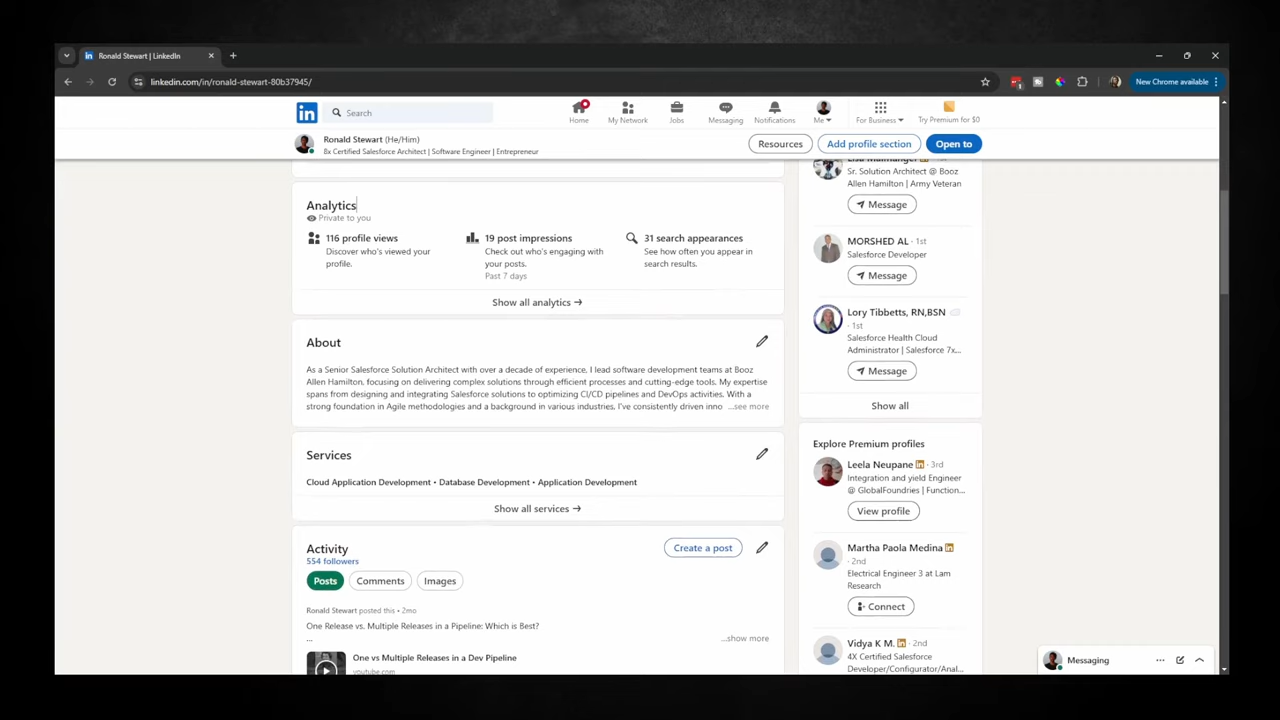 Ronald Stewart | LinkedIn
linkedin.com/in/ronald-stewart-80b37945/
New Chrome available
in
Search
Home
My Network
Jobs
Messaging
Notifications
Me
For Business
Try Premium for $0
Ronald Stewart (He/Him)
8x Certified Salesforce Architect | Software Engineer | Entrepreneur
Resources
Add profile section
Open to
Analytics
Private to you
116 profile views
Discover who's viewed your
profile.
19 post impressions
Check out who's engaging with
your posts.
Past 7 days
31 search appearances
See how often you appear in
search results.
Show all analytics →
About
As a Senior Salesforce Solution Architect with over a decade of experience, I lead software development teams at Booz
Allen Hamilton, focusing on delivering complex solutions through efficient processes and cutting-edge tools. My expertise
spans from designing and integrating Salesforce solutions to optimizing CI/CD pipelines and DevOps activities. With a
strong foundation in Agile methodologies and a background in various industries, I've consistently driven inno ...see more
Services
Cloud Application Development • Database Development • Application Development
Show all services →
Activity
554 followers
Create a post
Posts
Comments
Images
Ronald Stewart posted this • 2mo
One Release vs. Multiple Releases in a Pipeline: Which is Best?
...
...show more
One vs Multiple Releases in a Dev Pipeline
youtube.com
Sr. Solution Architect @ Booz
Allen Hamilton | Army Veteran
Message
MORSHED AL · 1st
Salesforce Developer
Message
Lory Tibbetts, RN,BSN
· 1st
Salesforce Health Cloud
Administrator | Salesforce 7x...
Message
Show all
Explore Premium profiles
Leela Neupane in · 3rd
Integration and yield Engineer
@ GlobalFoundries | Function...
View profile
Martha Paola Medina in
· 2nd
Electrical Engineer 3 at Lam
Research
Connect
Vidya K M. in · 2nd
4X Certified Salesforce
Developer/Configurator/Anal...
Messaging